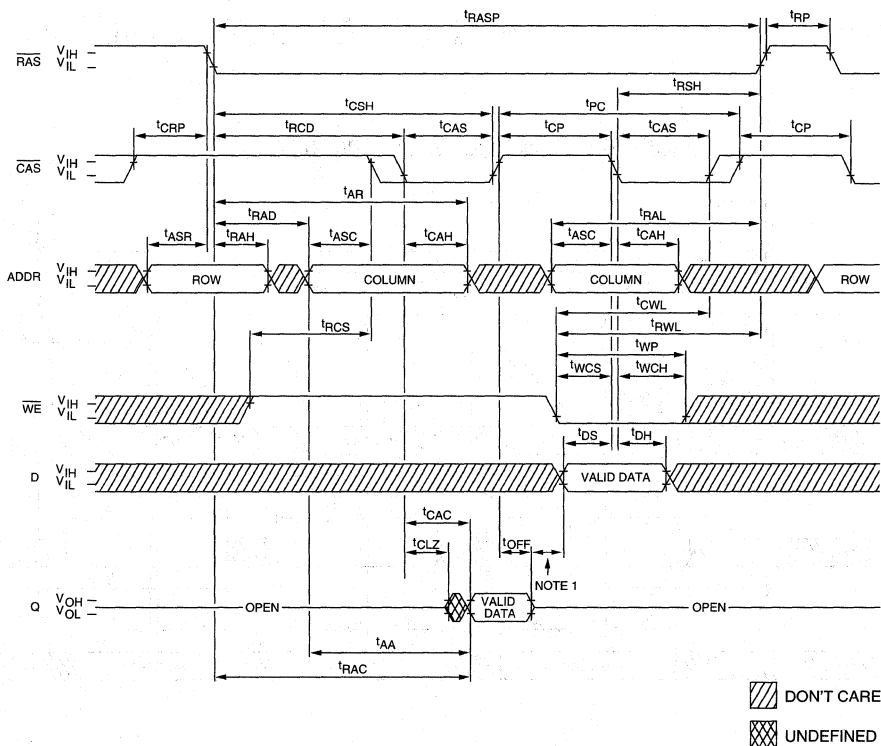 tRASP tRP
RAS VIH
VIL
tRSH
tCSH tPC
tCRP tRCD tCAS tCP tCAS tCP
CAS VIH
VIL
tAR
tRAD tRAL
tASR tRAH tASC tCAH tASC tCAH
ADDR VIH
VIL
ROW COLUMN COLUMN ROW
tCWL
tRCS tRWL
tWP
tWCS tWCH
WE VIH
VIL
tDS tDH
D VIH
VIL
VALID DATA
tCAC
tCLZ tOFF
NOTE 1
Q VOH
VOL
OPEN VALID DATA OPEN
tAA
tRAC
DON'T CARE
UNDEFINED